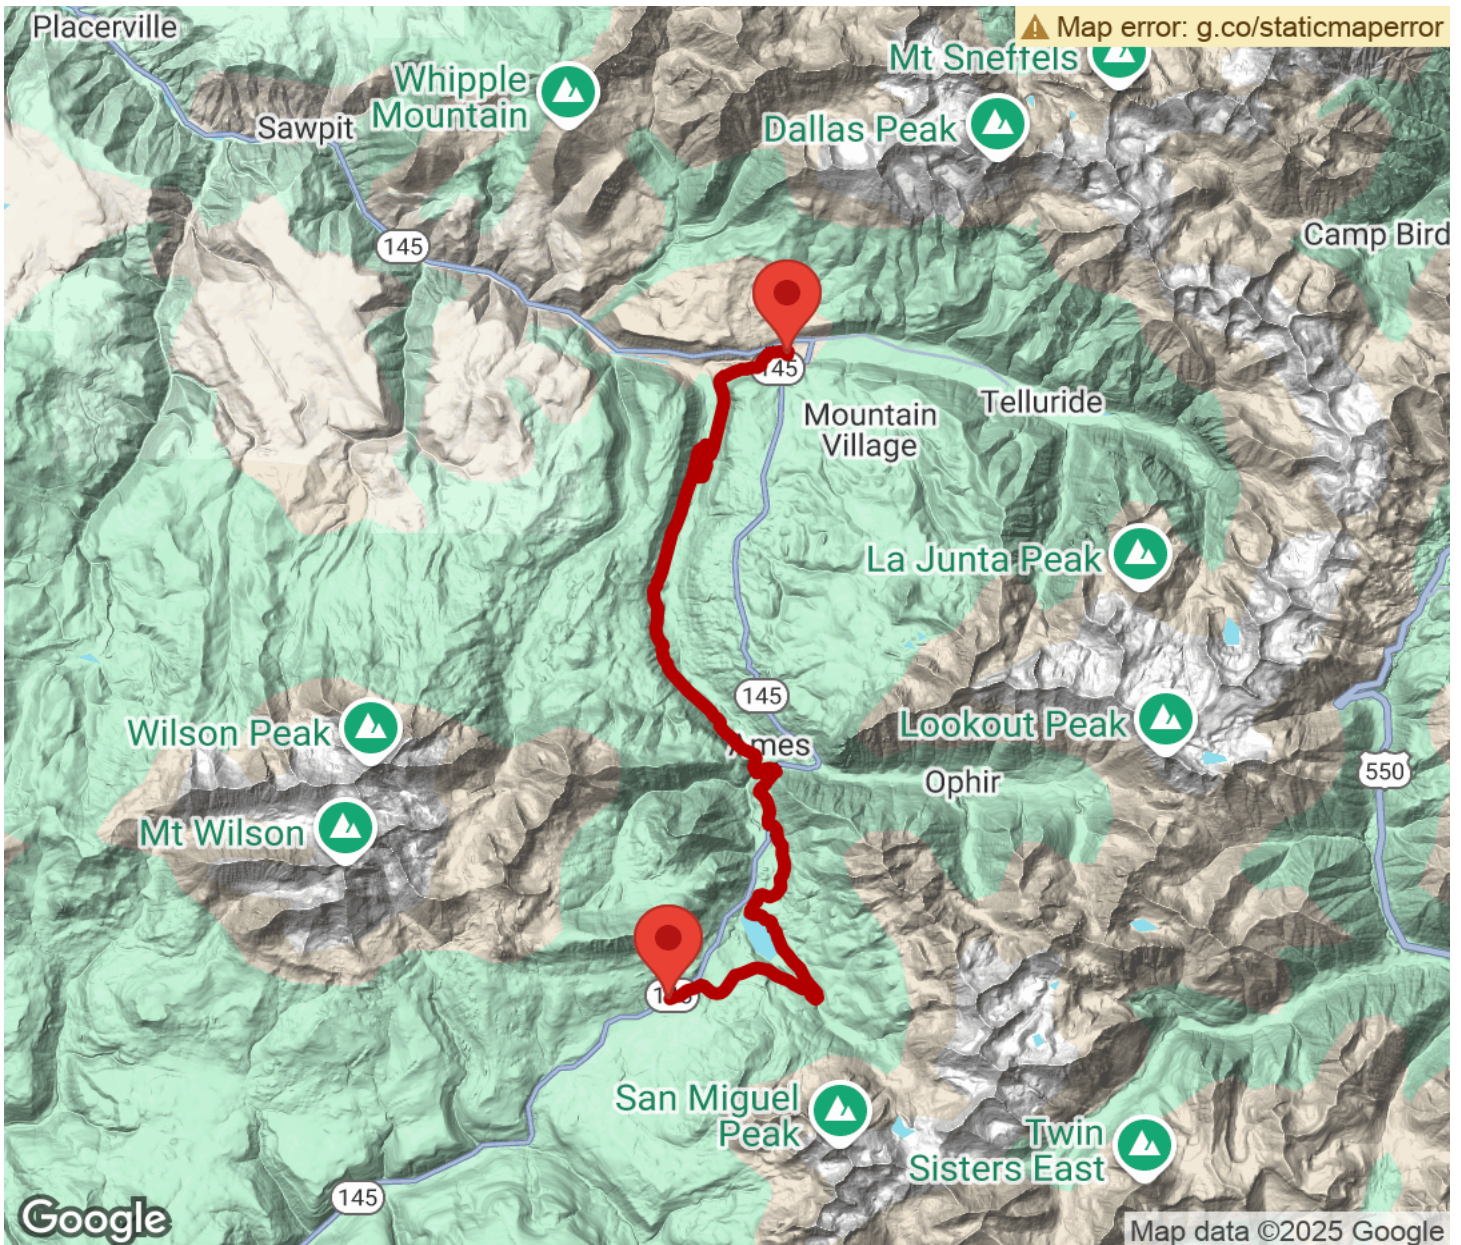 Placerville
Map error: g.co/staticmaperror
Mt Sneffels
Whipple
Mountain
Sawpit
Dallas Peak
Camp Bird
145
145
Mountain
Village
Telluride
La Junta Peak
145
Wilson Peak
Lookout Peak
Ames
Ophir
550
Mt Wilson
145
San Miguel
Peak
Twin
Sisters East
145
Google
Map data ©2025 Google